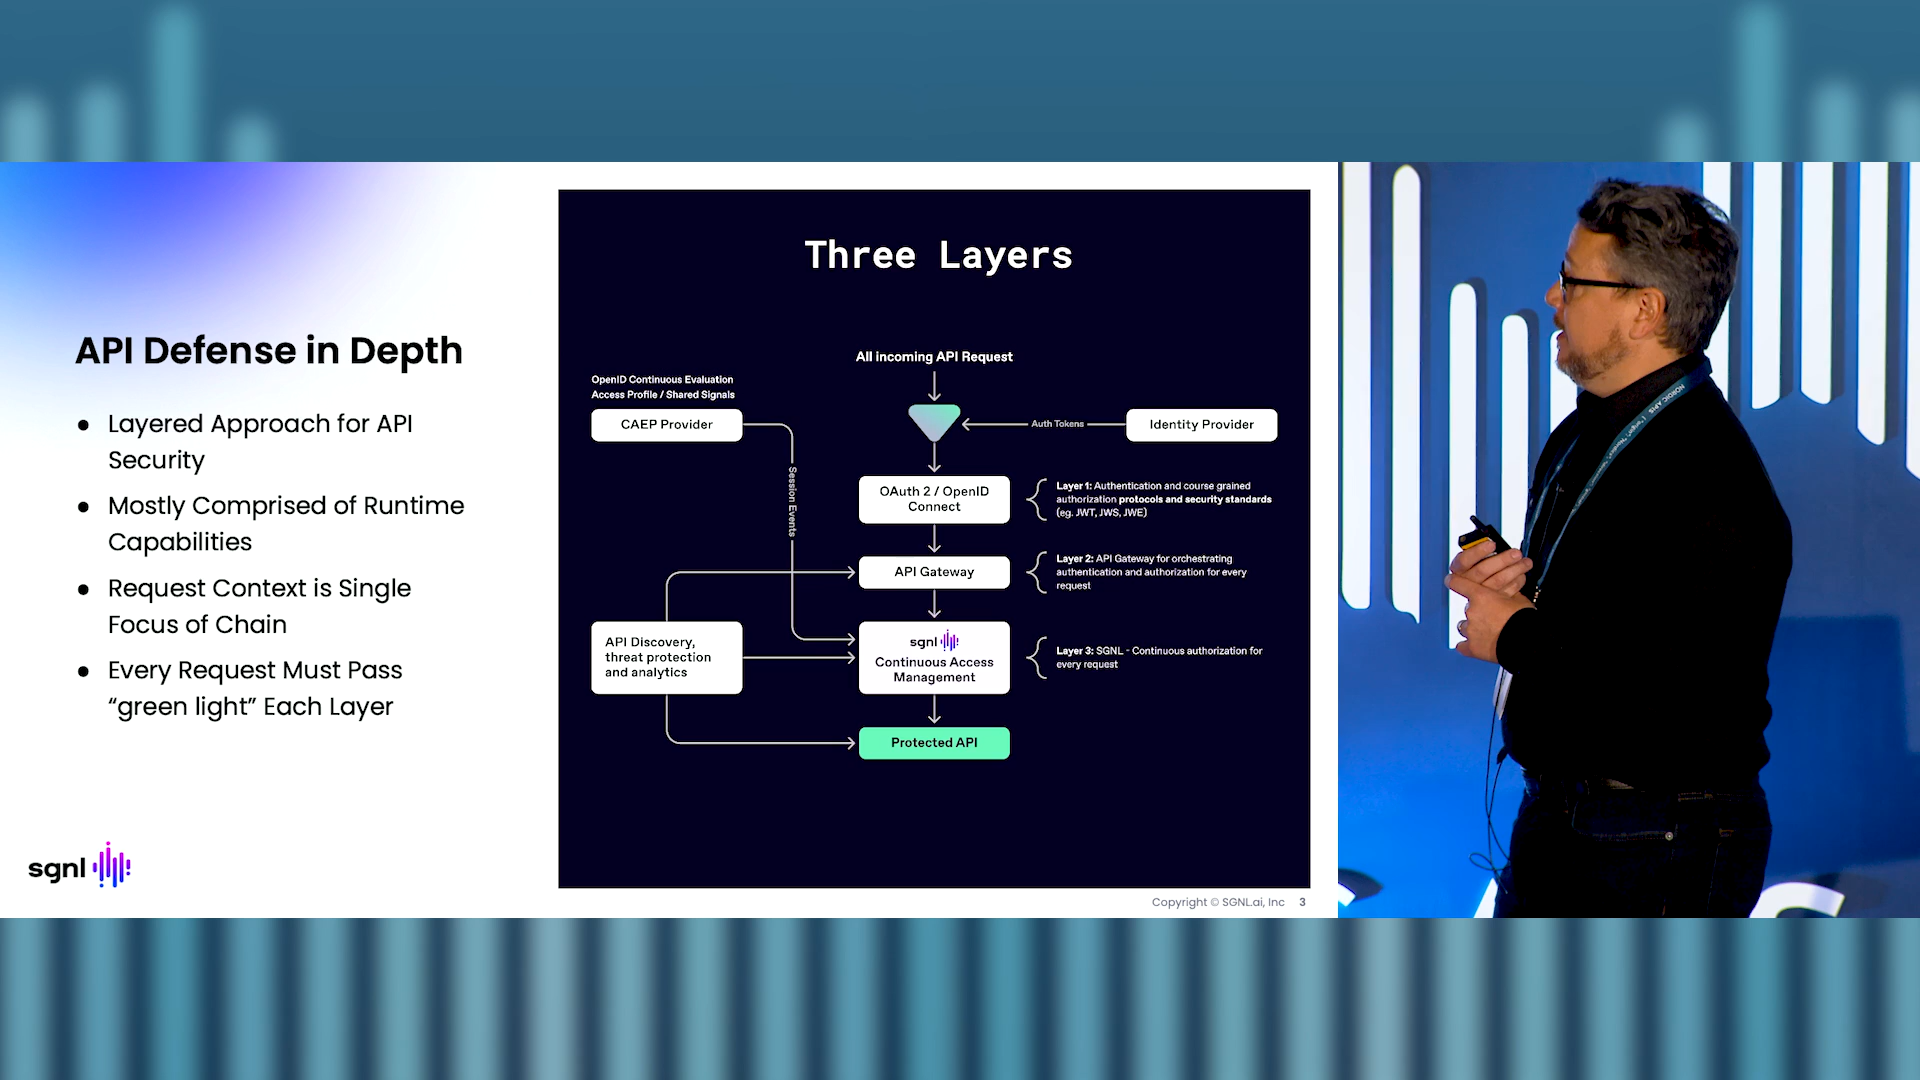 API Defense in Depth
● Layered Approach for API
Security
● Mostly Comprised of Runtime
Capabilities
● Request Context is Single
Focus of Chain
● Every Request Must Pass
“green light” Each Layer
sgnl
Three Layers
All incoming API Request
OpenID Continuous Evaluation
Access Profile / Shared Signals
CAEP Provider
Auth Tokens
Identity Provider
Session Events
OAuth 2 / OpenID
Connect
Layer 1: Authentication and course grained
authorization protocols and security standards
(eg. JWT, JWS, JWE)
API Gateway
Layer 2: API Gateway for orchestrating
authentication and authorization for every
request
API Discovery,
threat protection
and analytics
sgnl
Continuous Access
Management
Layer 3: SGNL - Continuous authorization for
every request
Protected API
Copyright © SGNL.ai, Inc 3
NORDIC APIS